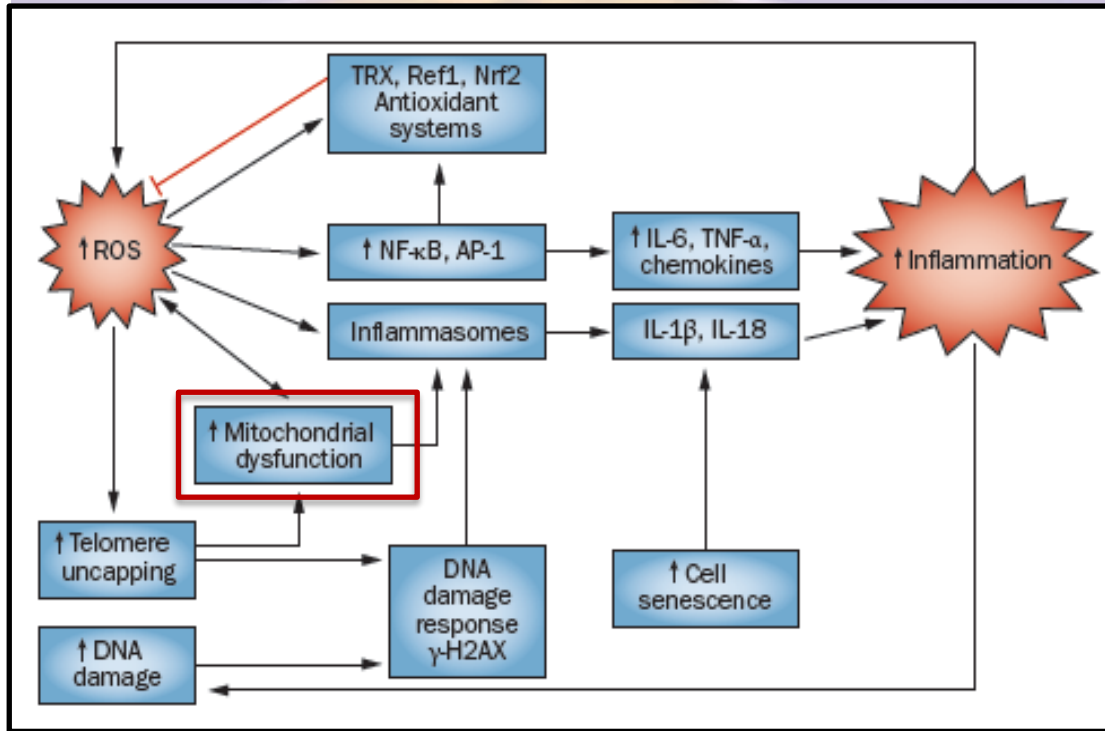 TRX, Ref1, Nrf2
Antioxidant
systems
↑ ROS
↑ NF-κB, AP-1
↑ IL-6, TNF-α,
chemokines
↑ Inflammation
Inflammasomes
IL-1β, IL-18
↑ Mitochondrial
dysfunction
↑ Telomere
uncapping
DNA
damage
response
γ-H2AX
↑ Cell
senescence
↑ DNA
damage